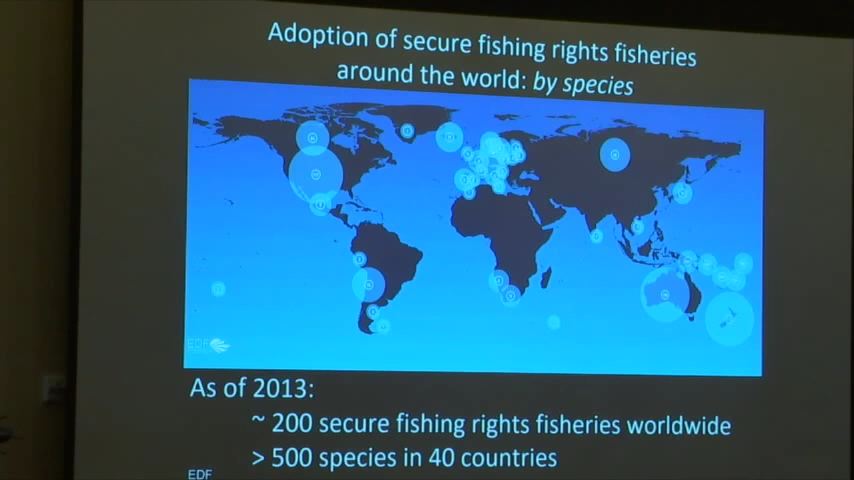 Adoption of secure fishing rights fisheries
around the world: by species
EDF
As of 2013:
~ 200 secure fishing rights fisheries worldwide
> 500 species in 40 countries
EDF